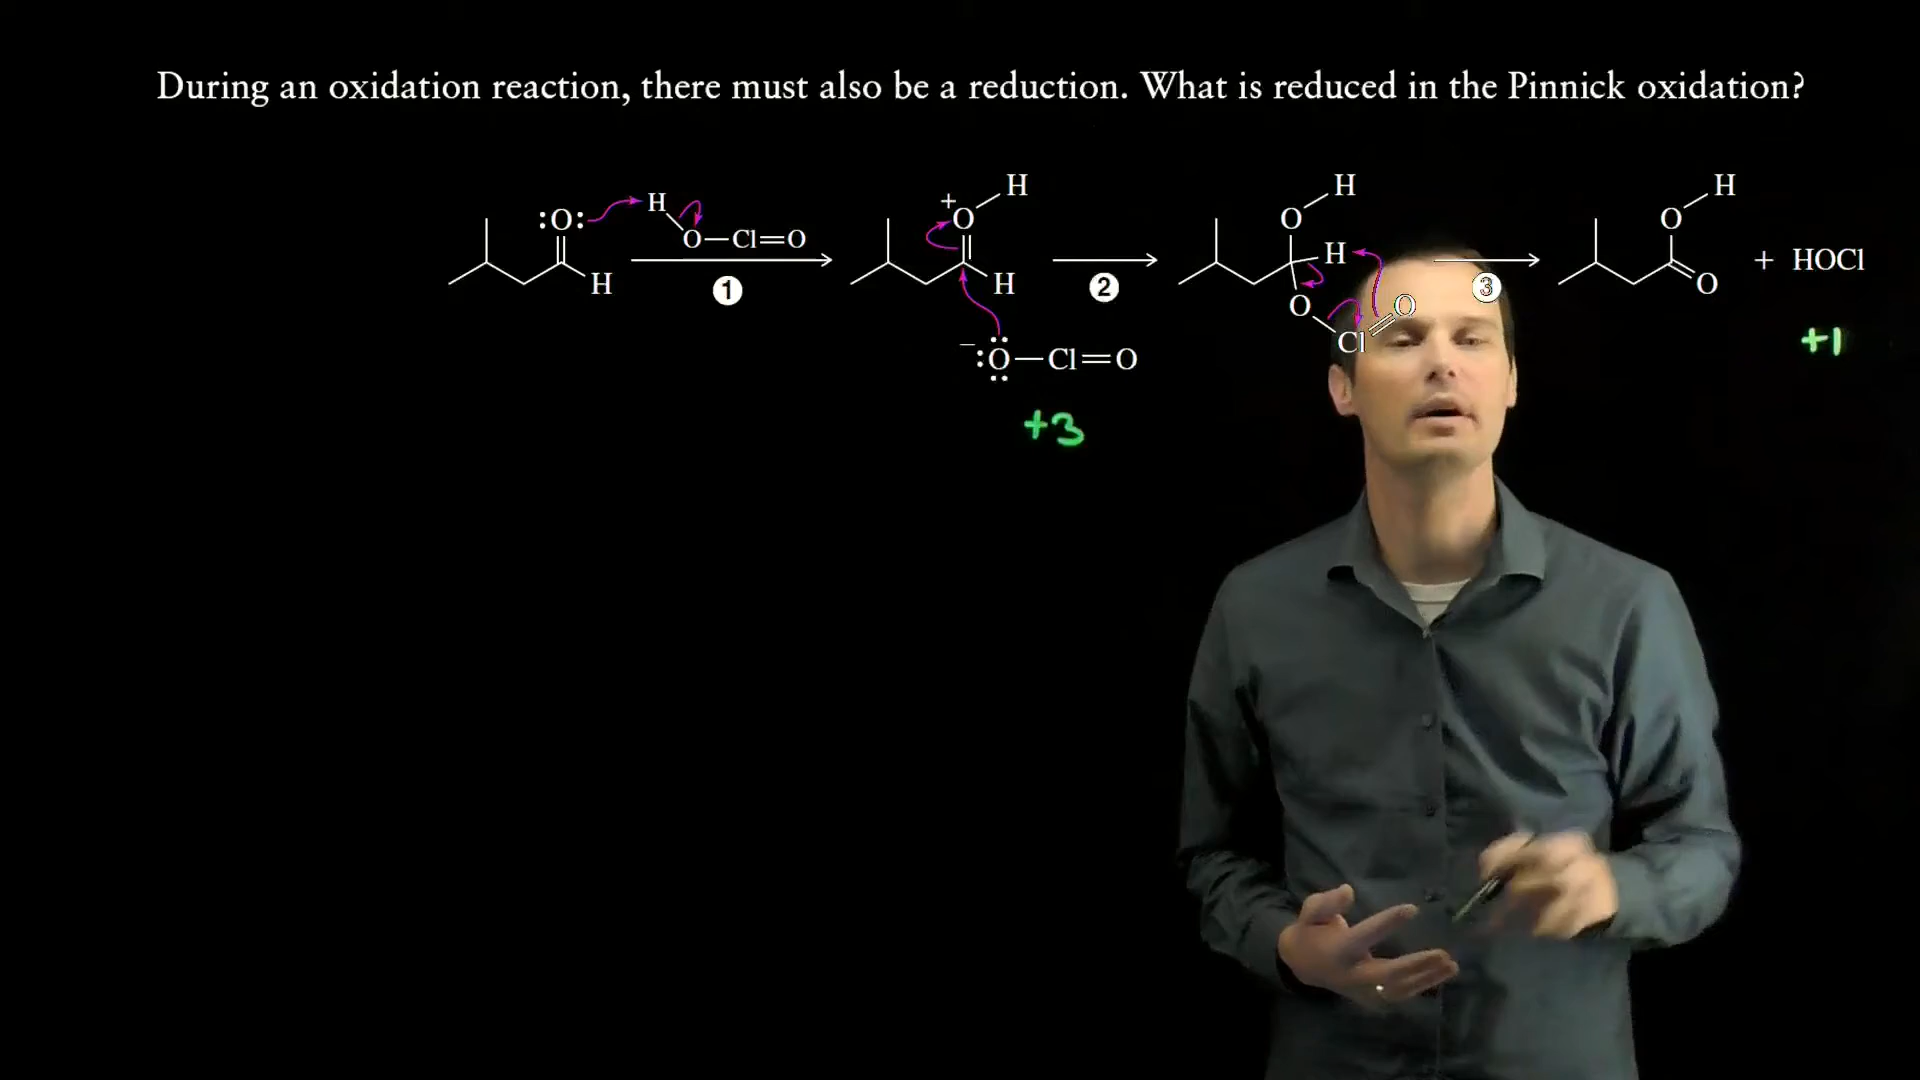 During an oxidation reaction, there must also be a reduction. What is reduced in the Pinnick oxidation?
H H H H
:O: O—Cl=O + O O O
H H H O + HOCl
1 2 O Cl O 3
− :O—Cl=O +1
+3